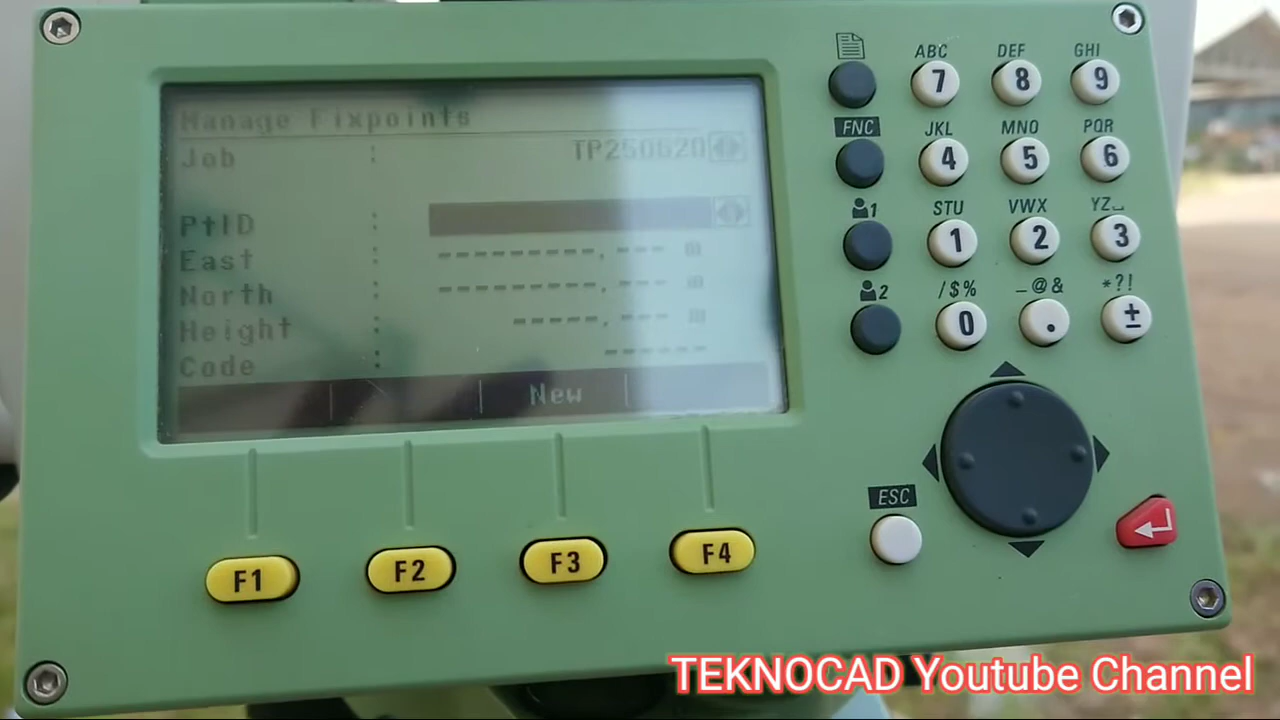 Manage Fixpoints
Job : TP250620
PtID :
East : ---------.--- m
North : ---------.--- m
Height : -----.--- m
Code : -----
New
F1 F2 F3 F4
ABC DEF GHI
7 8 9
FNC JKL MNO PQR
4 5 6
1 STU VWX YZ
1 2 3
2 /$% _@& *?!
0 . ±
ESC
TEKNOCAD Youtube Channel